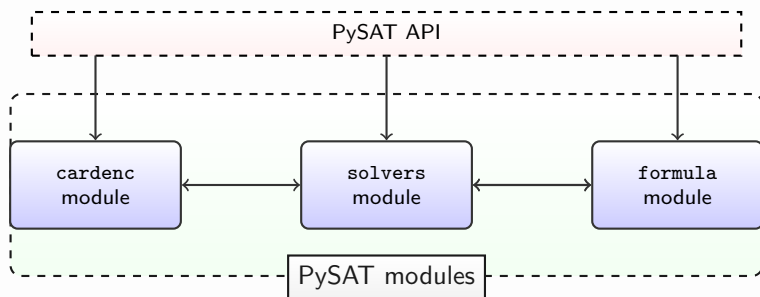 PySAT API
cardenc
module
solvers
module
formula
module
PySAT modules